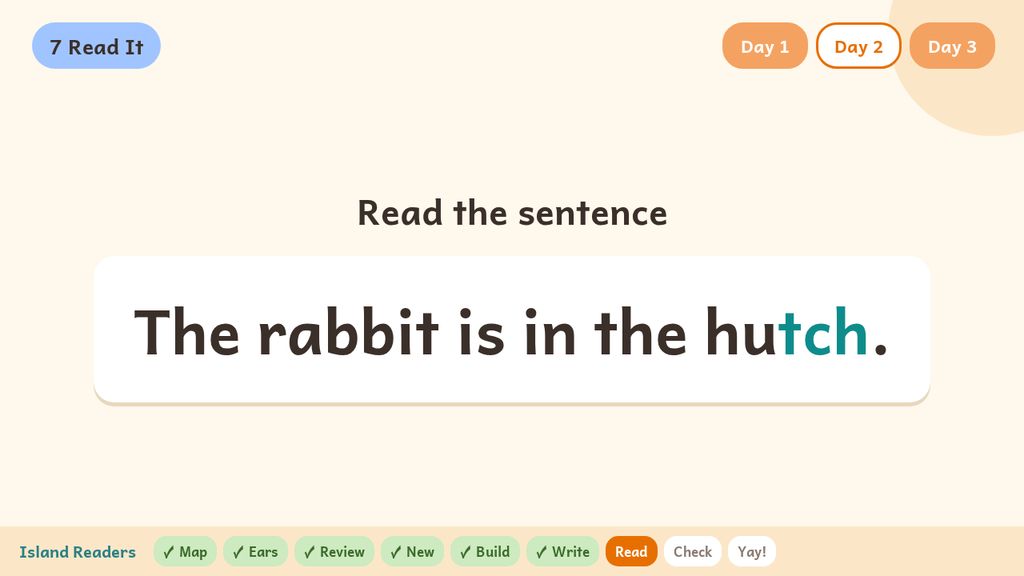 7 Read It
Day 1
Day 2
Day 3
Read the sentence
The rabbit is in the hutch.
Island Readers
✓ Map
✓ Ears
✓ Review
✓ New
✓ Build
✓ Write
Read
Check
Yay!